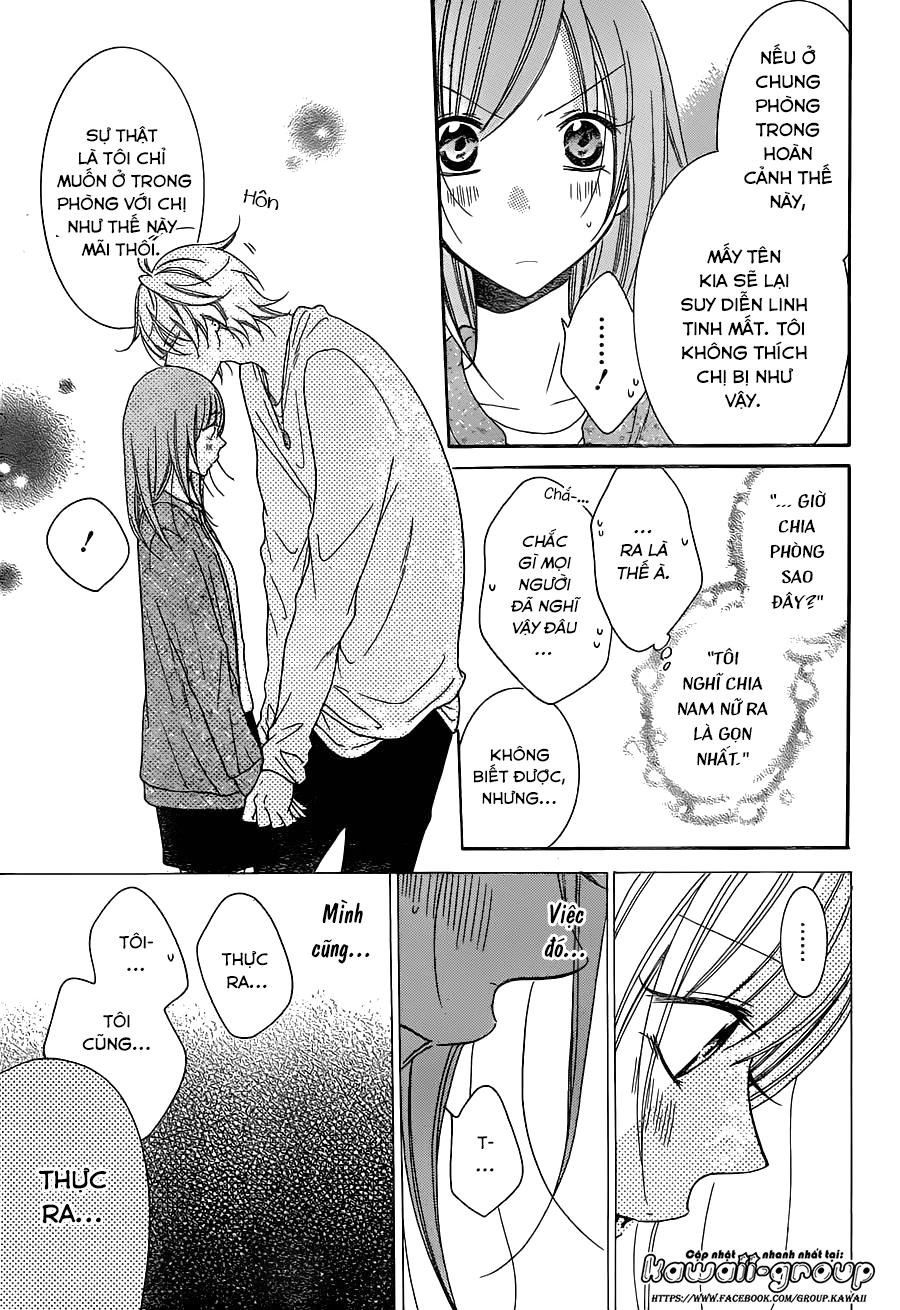 NẾU Ở
CHUNG
PHÒNG
TRONG
HOÀN
CẢNH THẾ
NÀY,
MẤY TÊN
KIA SẼ LẠI
SUY DIỄN LINH
TINH MẤT. TÔI
KHÔNG THÍCH
CHỊ BỊ NHƯ
VẬY.
......!
SỰ THẬT
LÀ TÔI CHỈ
MUỐN Ở TRONG
PHÒNG VỚI CHỊ
NHƯ THẾ NÀY
MÃI THÔI.
Hôn
!
"... GIỜ
CHIA
PHÒNG
SAO
ĐÂY?"
"TÔI
NGHĨ CHIA
NAM NỮ RA
LÀ GỌN
NHẤT."
...
RA LÀ
THẾ À.
Chắ-...
CHẮC
GÌ MỌI
NGƯỜI
ĐÃ NGHĨ
VẬY ĐÂU
...
KHÔNG
BIẾT ĐƯỢC,
NHƯNG...
......
Việc
đó...
T-
...
Mình
cũng...
THỰC
RA...
TÔI-
...
TÔI
CŨNG...
THỰC
RA...
Cập nhật nhanh nhất tại:
kawaii-group
HTTPS://WWW.FACEBOOK.COM/GROUP.KAWAII